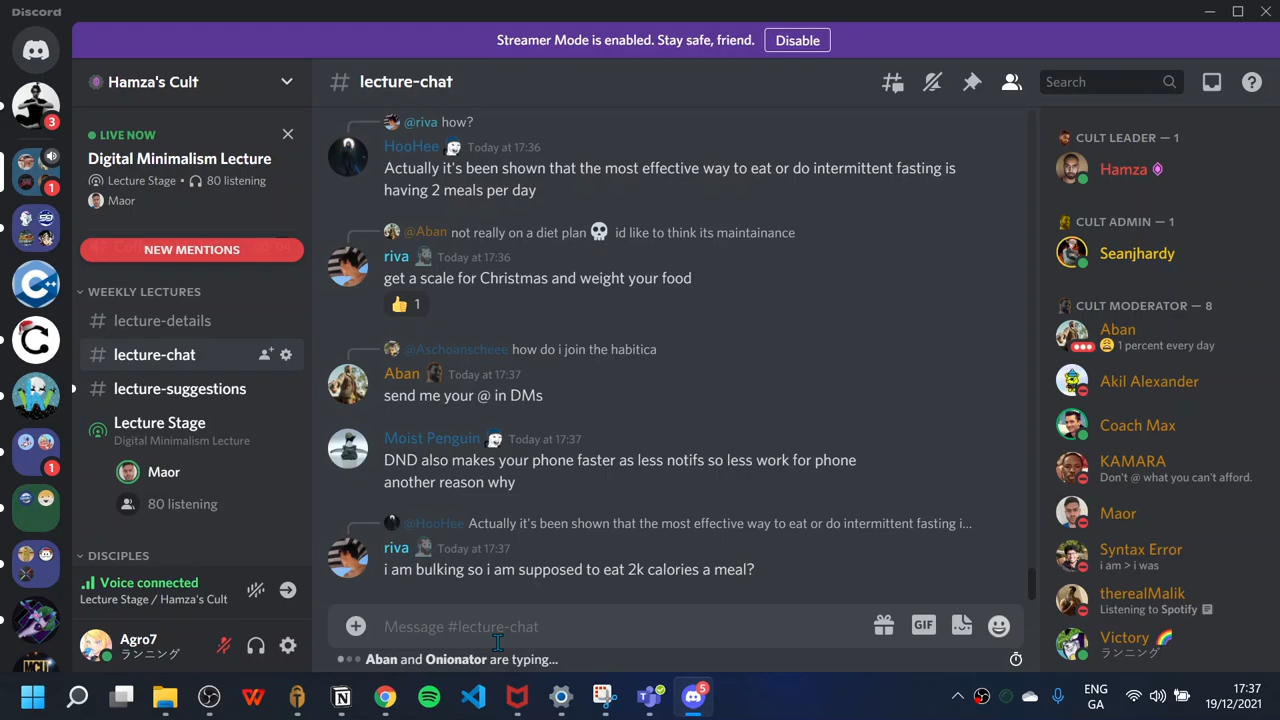 Discord
Streamer Mode is enabled. Stay safe, friend.
Disable
Hamza's Cult
lecture-chat
Search
LIVE NOW
Digital Minimalism Lecture
Lecture Stage • 80 listening
Maor
NEW MENTIONS
WEEKLY LECTURES
lecture-details
lecture-chat
lecture-suggestions
Lecture Stage
Digital Minimalism Lecture
Maor
80 listening
DISCIPLES
Voice connected
Lecture Stage / Hamza's Cult
Agro7
ランニング
@riva how?
HooHee Today at 17:36
Actually it's been shown that the most effective way to eat or do intermittent fasting is
having 2 meals per day
@Aban not really on a diet plan 💀 id like to think its maintainance
riva Today at 17:36
get a scale for Christmas and weight your food
👍 1
@Aschoanscheee how do i join the habitica
Aban Today at 17:37
send me your @ in DMs
Moist Penguin Today at 17:37
DND also makes your phone faster as less notifs so less work for phone
another reason why
@HooHee Actually it's been shown that the most effective way to eat or do intermittent fasting i...
riva Today at 17:37
i am bulking so i am supposed to eat 2k calories a meal?
Message #lecture-chat
GIF
Aban and Onionator are typing...
CULT LEADER — 1
Hamza
CULT ADMIN — 1
Seanjhardy
CULT MODERATOR — 8
Aban
1 percent every day
Akil Alexander
Coach Max
KAMARA
Don't @ what you can't afford.
Maor
Syntax Error
i am > i was
therealMalik
Listening to Spotify
Victory 🌈
ランニング
3
1
1
MCU
5
ENG
GA
17:37
19/12/2021